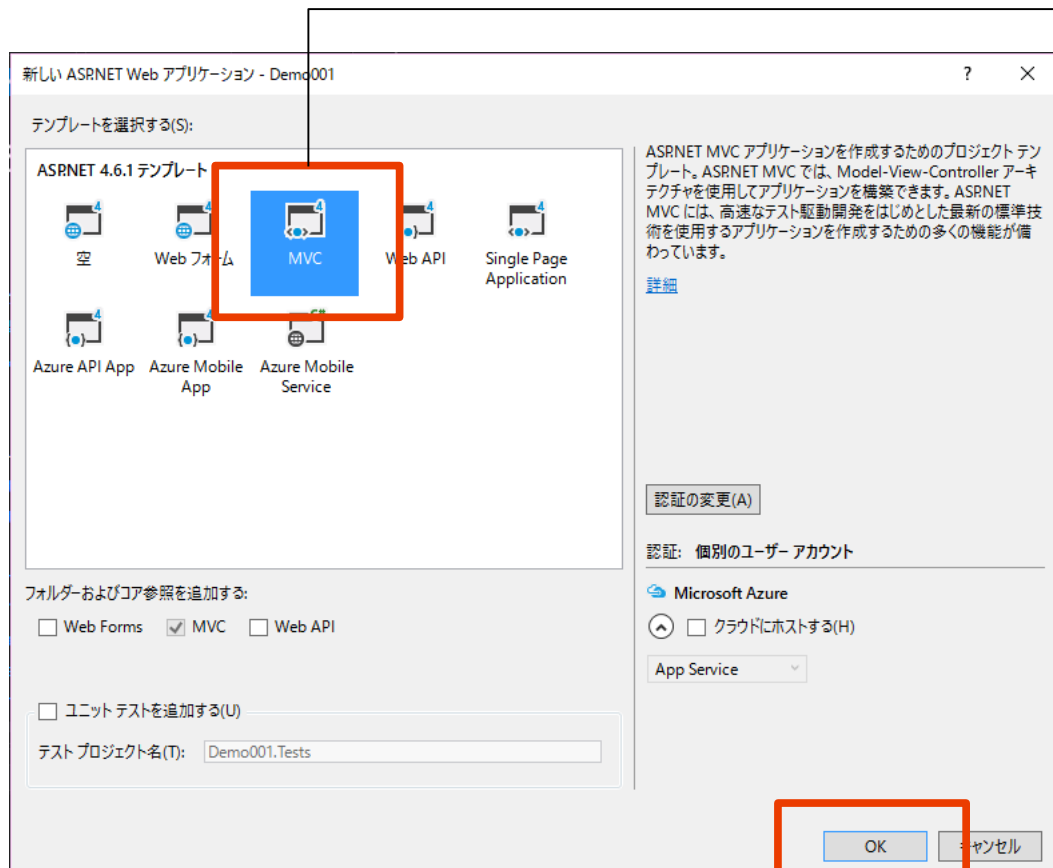 新しい ASP.NET Web アプリケーション - Demo001
?
テンプレートを選択する(S):
ASP.NET 4.6.1 テンプレート
空
Web フォーム
MVC
Web API
Single Page
Application
Azure API App
Azure Mobile
App
Azure Mobile
Service
ASP.NET MVC アプリケーションを作成するためのプロジェクト テン
プレート。ASP.NET MVC では、Model-View-Controller アーキ
テクチャを使用してアプリケーションを構築できます。ASP.NET
MVC には、高速なテスト駆動開発をはじめとした最新の標準技
術を使用するアプリケーションを作成するための多くの機能が備
わっています。
詳細
認証の変更(A)
認証: 個別のユーザー アカウント
Microsoft Azure
クラウドにホストする(H)
App Service
フォルダーおよびコア参照を追加する:
Web Forms MVC Web API
ユニット テストを追加する(U)
テスト プロジェクト名(T): Demo001.Tests
OK
キャンセル